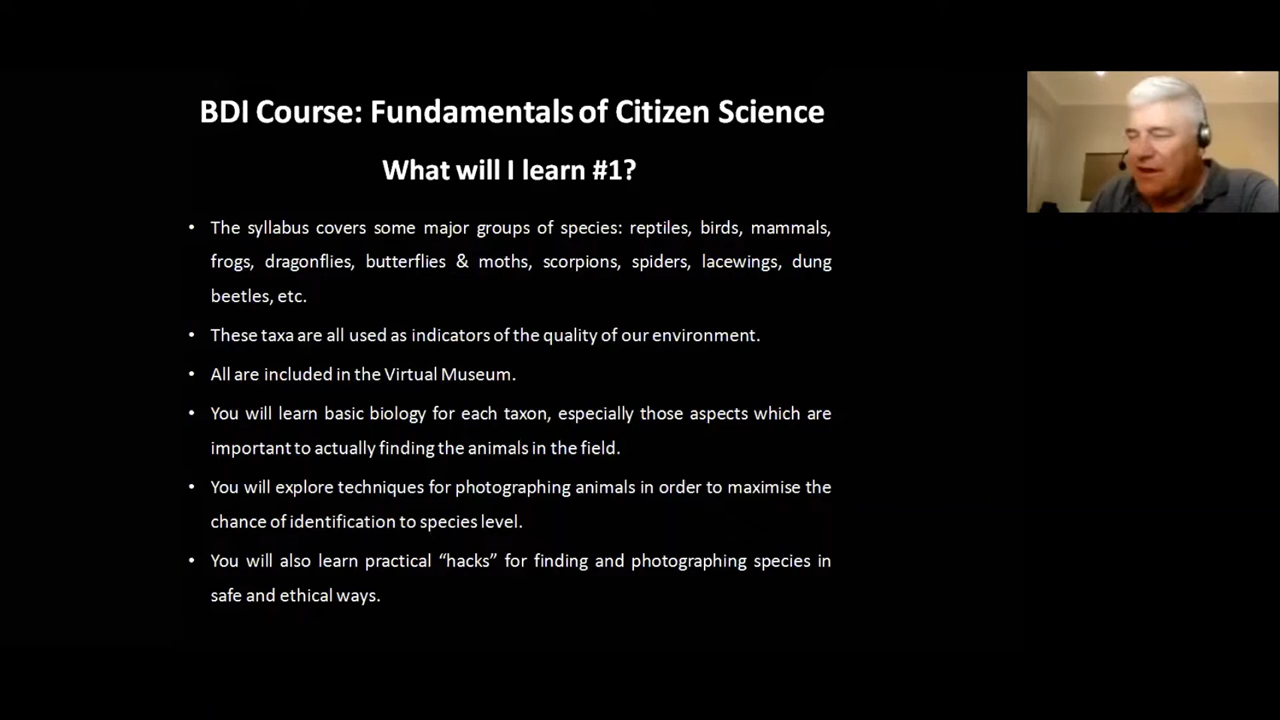 BDI Course: Fundamentals of Citizen Science
What will I learn #1?
• The syllabus covers some major groups of species: reptiles, birds, mammals,
frogs, dragonflies, butterflies & moths, scorpions, spiders, lacewings, dung
beetles, etc.
• These taxa are all used as indicators of the quality of our environment.
• All are included in the Virtual Museum.
• You will learn basic biology for each taxon, especially those aspects which are
important to actually finding the animals in the field.
• You will explore techniques for photographing animals in order to maximise the
chance of identification to species level.
• You will also learn practical “hacks” for finding and photographing species in
safe and ethical ways.